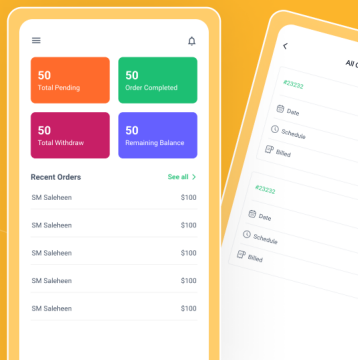 50
Total Pending
50
Order Completed
50
Total Withdraw
50
Remaining Balance
Recent Orders
See all >
SM Saleheen
$100
SM Saleheen
$100
SM Saleheen
$100
SM Saleheen
$100
SM Saleheen
$100
All
#23232
Date
Schedule
Billed
#23232
Date
Schedule
Billed